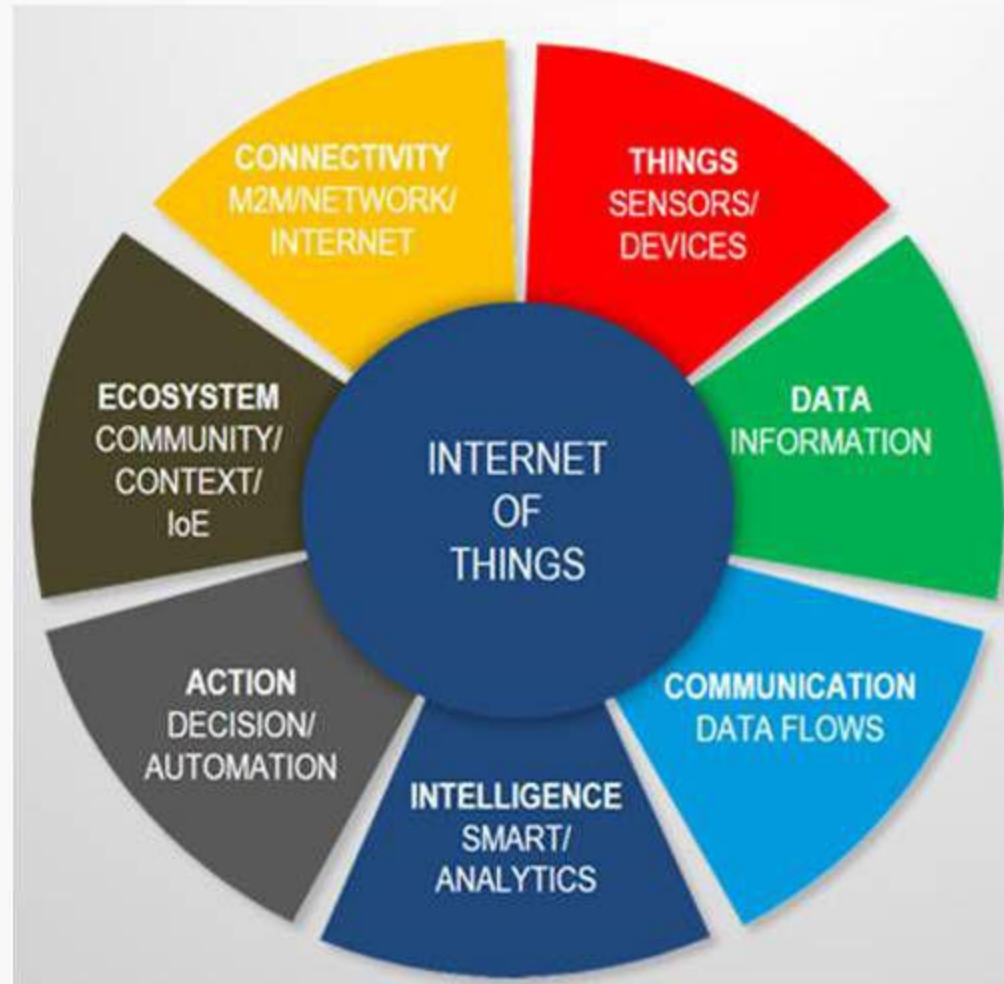 CONNECTIVITY
M2M/NETWORK/
INTERNET
THINGS
SENSORS/
DEVICES
DATA
INFORMATION
COMMUNICATION
DATA FLOWS
INTELLIGENCE
SMART/
ANALYTICS
ACTION
DECISION/
AUTOMATION
ECOSYSTEM
COMMUNITY/
CONTEXT/
IoE
INTERNET
OF
THINGS